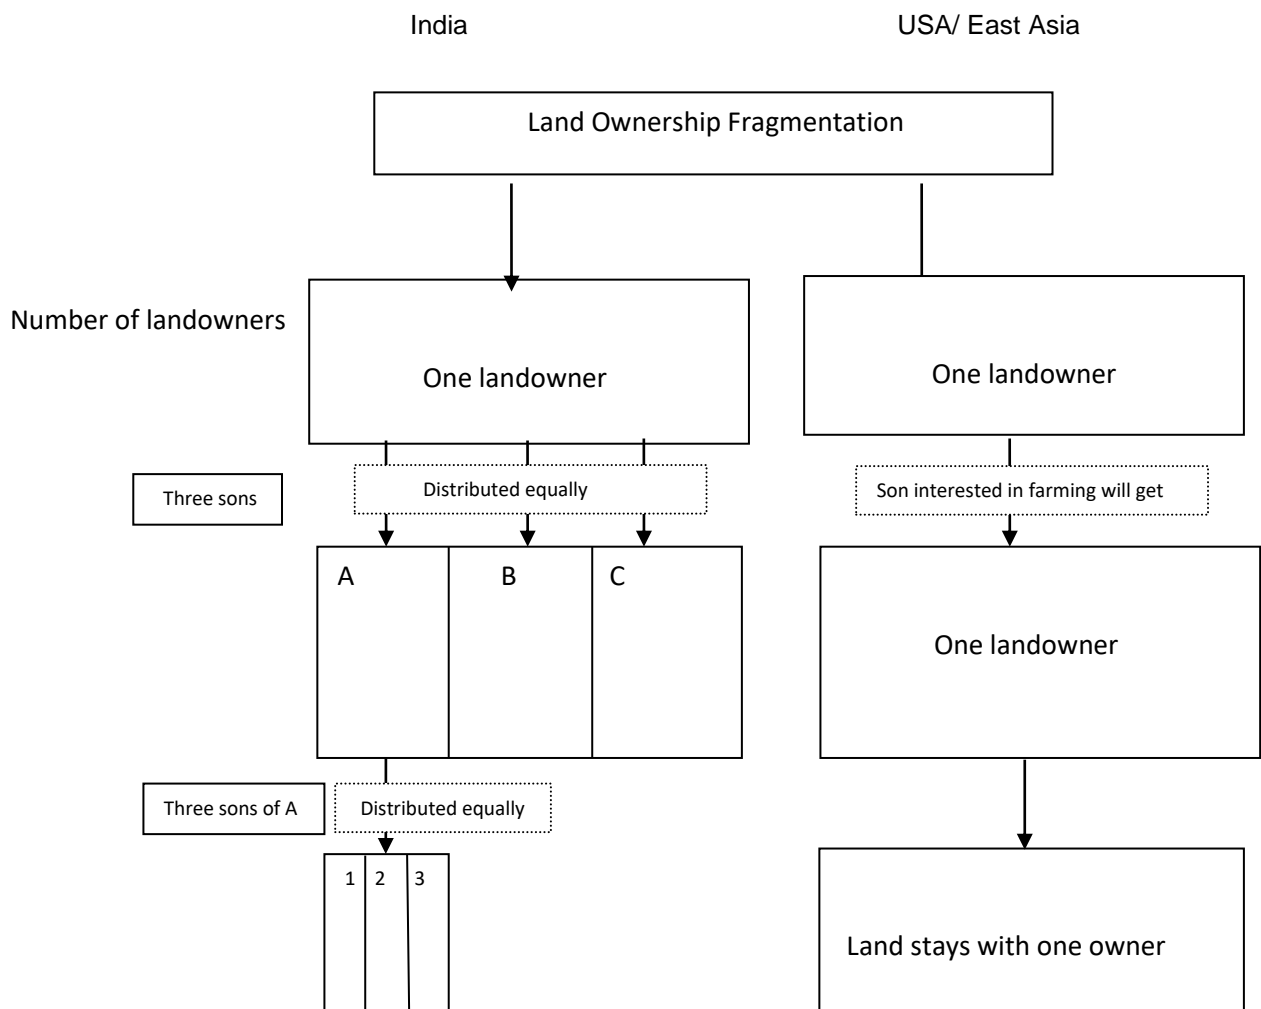 India
USA/ East Asia
Land Ownership Fragmentation
Number of landowners
One landowner
One landowner
Three sons
Distributed equally
Son interested in farming will get
A
B
C
One landowner
Three sons of A
Distributed equally
1
2
3
Land stays with one owner